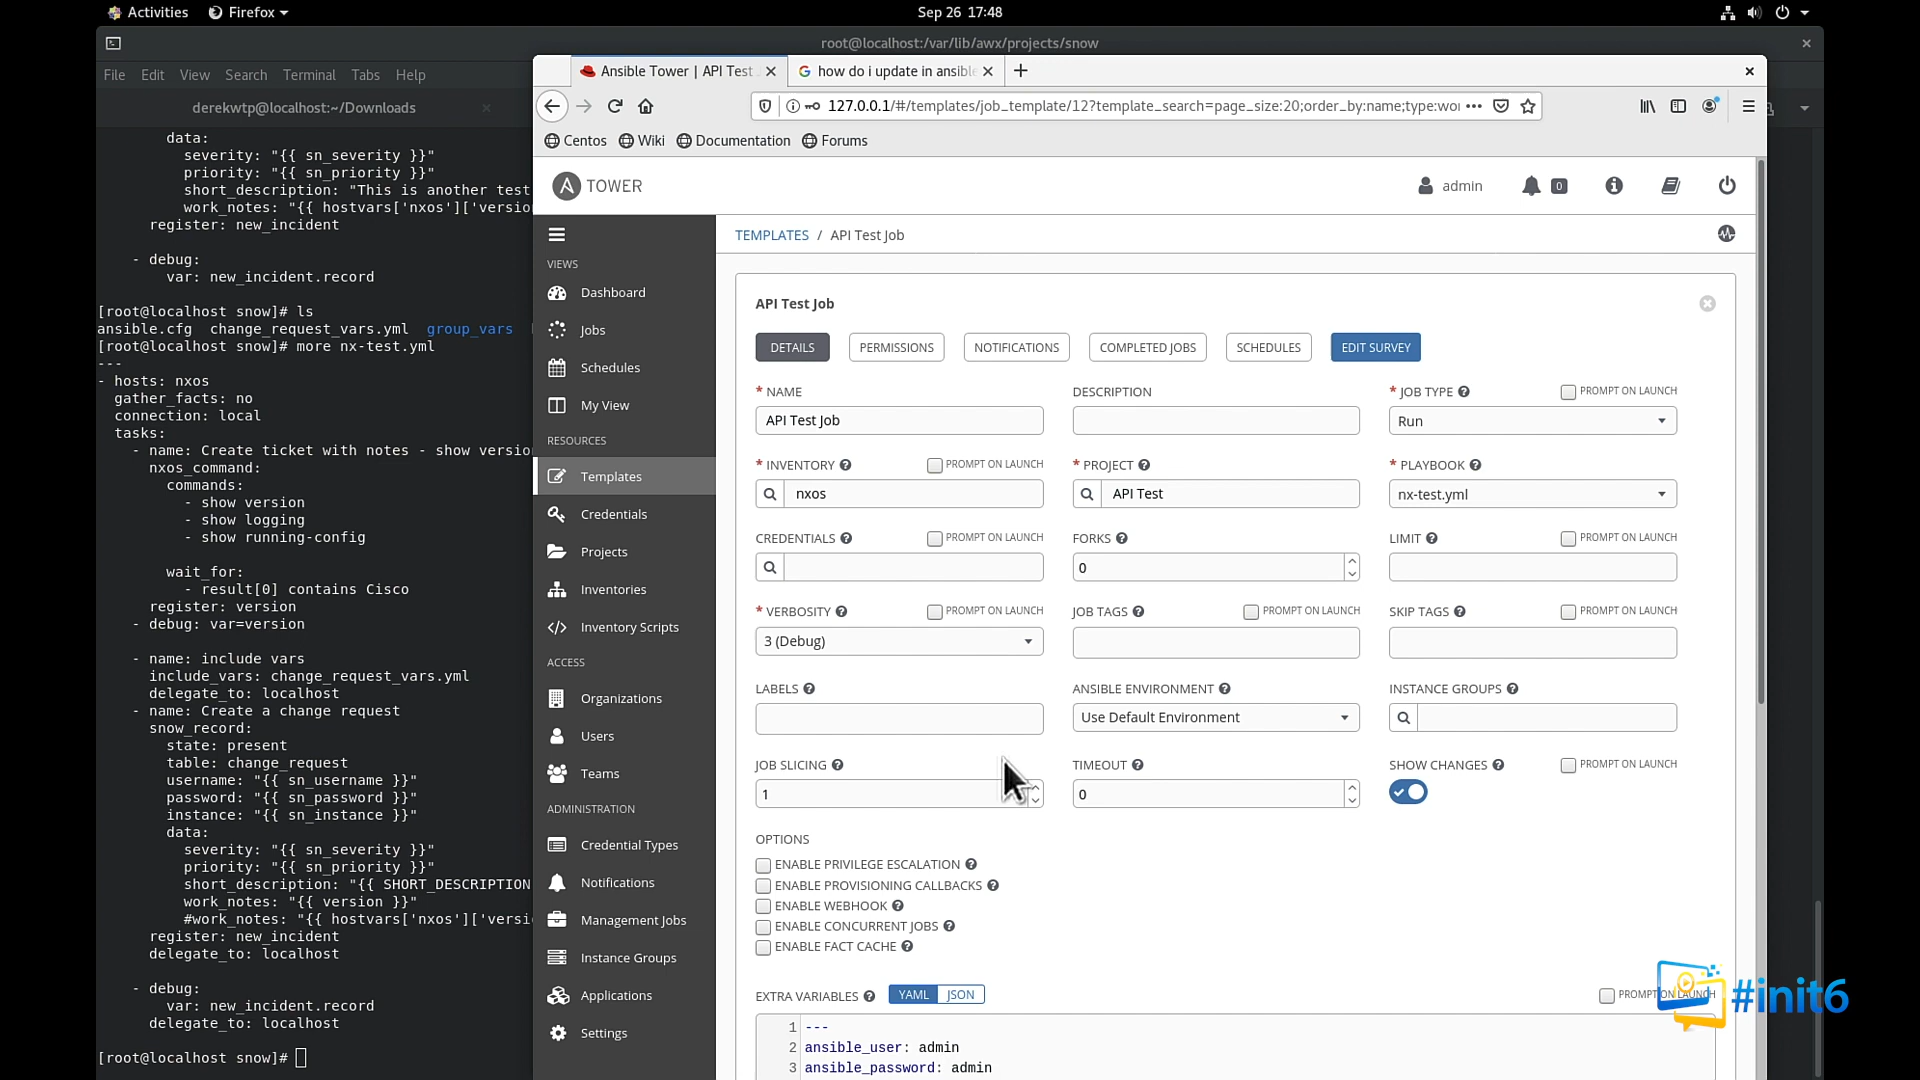 Activities
Firefox
Sep 26 17:48
root@localhost:/var/lib/awx/projects/snow
File Edit View Search Terminal Tabs Help
derekwtp@localhost:~/Downloads
data:
severity: "{{ sn_severity }}"
priority: "{{ sn_priority }}"
short_description: "This is another test
work_notes: "{{ hostvars['nxos']['versio
register: new_incident
- debug:
var: new_incident.record
[root@localhost snow]# ls
ansible.cfg change_request_vars.yml group_vars
[root@localhost snow]# more nx-test.yml
---
- hosts: nxos
gather_facts: no
connection: local
tasks:
- name: Create ticket with notes - show versio
nxos_command:
commands:
- show version
- show logging
- show running-config
wait_for:
- result[0] contains Cisco
register: version
- debug: var=version
- name: include vars
include_vars: change_request_vars.yml
delegate_to: localhost
- name: Create a change request
snow_record:
state: present
table: change_request
username: "{{ sn_username }}"
password: "{{ sn_password }}"
instance: "{{ sn_instance }}"
data:
severity: "{{ sn_severity }}"
priority: "{{ sn_priority }}"
short_description: "{{ SHORT_DESCRIPTION
work_notes: "{{ version }}"
#work_notes: "{{ hostvars['nxos']['versi
register: new_incident
delegate_to: localhost
- debug:
var: new_incident.record
delegate_to: localhost
[root@localhost snow]#
Ansible Tower | API Test
how do i update in ansible
127.0.0.1/#/templates/job_template/12?template_search=page_size:20;order_by:name;type:wo
Centos Wiki Documentation Forums
A TOWER
admin
0
VIEWS
Dashboard
Jobs
Schedules
My View
RESOURCES
Templates
Credentials
Projects
Inventories
Inventory Scripts
ACCESS
Organizations
Users
Teams
ADMINISTRATION
Credential Types
Notifications
Management Jobs
Instance Groups
Applications
Settings
TEMPLATES / API Test Job
API Test Job
DETAILS PERMISSIONS NOTIFICATIONS COMPLETED JOBS SCHEDULES EDIT SURVEY
* NAME DESCRIPTION * JOB TYPE PROMPT ON LAUNCH
API Test Job Run
* INVENTORY PROMPT ON LAUNCH * PROJECT * PLAYBOOK
nxos API Test nx-test.yml
CREDENTIALS PROMPT ON LAUNCH FORKS LIMIT PROMPT ON LAUNCH
0
* VERBOSITY PROMPT ON LAUNCH JOB TAGS PROMPT ON LAUNCH SKIP TAGS PROMPT ON LAUNCH
3 (Debug)
LABELS ANSIBLE ENVIRONMENT INSTANCE GROUPS
Use Default Environment
JOB SLICING TIMEOUT SHOW CHANGES PROMPT ON LAUNCH
1 0
OPTIONS
ENABLE PRIVILEGE ESCALATION
ENABLE PROVISIONING CALLBACKS
ENABLE WEBHOOK
ENABLE CONCURRENT JOBS
ENABLE FACT CACHE
EXTRA VARIABLES YAML JSON PROMPT ON LAUNCH
1 ---
2 ansible_user: admin
3 ansible_password: admin
#init6